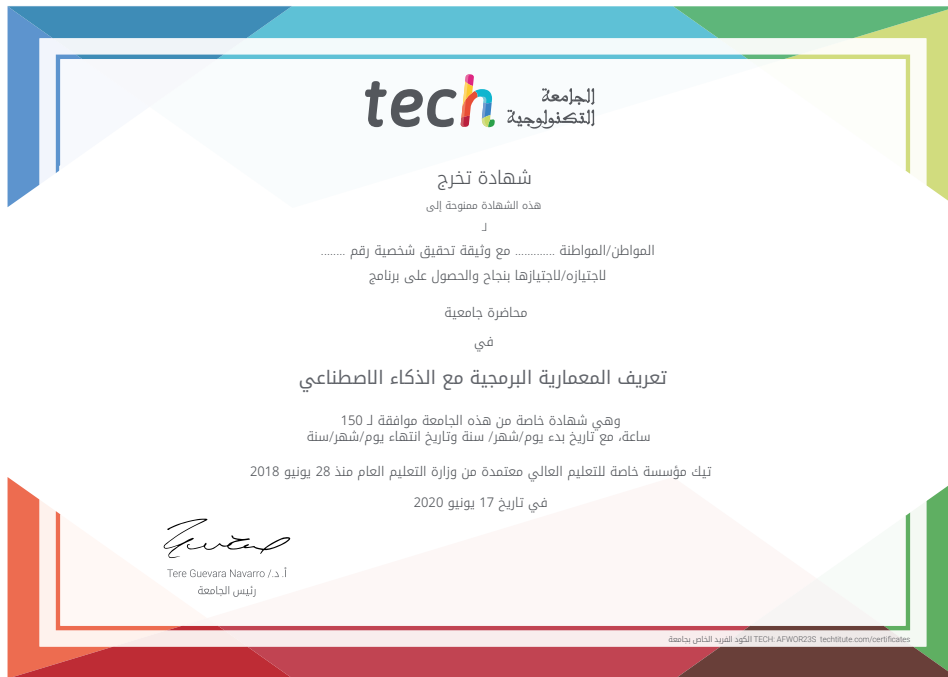 tech الجامعة
التكنولوجية
شهادة تخرج
هذه الشهادة ممنوحة إلى
لـ
المواطن/المواطنة ............ مع وثيقة تحقيق شخصية رقم ........
لاجتيازه/لاجتيازها بنجاح والحصول على برنامج
محاضرة جامعية
في
تعريف المعمارية البرمجية مع الذكاء الاصطناعي
وهي شهادة خاصة من هذه الجامعة موافقة لـ 150
ساعة، مع تاريخ بدء يوم/شهر/ سنة وتاريخ انتهاء يوم/شهر/سنة
تيك مؤسسة خاصة للتعليم العالي معتمدة من وزارة التعليم العام منذ 28 يونيو 2018
في تاريخ 17 يونيو 2020
أ. د./ Tere Guevara Navarro
رئيس الجامعة
الكود الفريد الخاص بجامعة TECH: AFWOR23S techtitute.com/certificates